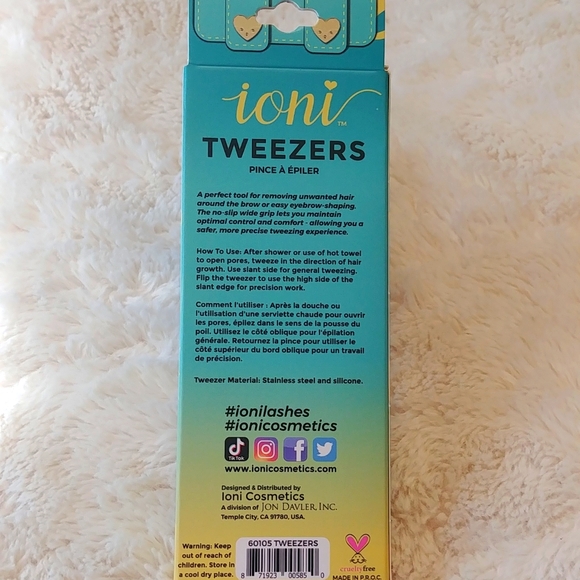 ioni™
TWEEZERS
PINCE À ÉPILER
A perfect tool for removing unwanted hair
around the brow or easy eyebrow-shaping.
The no-slip wide grip lets you maintain
optimal control and comfort - allowing you a
safer, more precise tweezing experience.
How To Use: After shower or use of hot towel
to open pores, tweeze in the direction of hair
growth. Use slant side for general tweezing.
Flip the tweezer to use the high side of the
slant edge for precision work.
Comment l'utiliser : Après la douche ou
l'utilisation d'une serviette chaude pour ouvrir
les pores, épilez dans le sens de la pousse du
poil. Utilisez le côté oblique pour l'épilation
générale. Retournez la pince pour utiliser le
côté supérieur du bord oblique pour un travail
de précision.
Tweezer Material: Stainless steel and silicone.
#ionilashes
#ionicosmetics
Tik Tok
www.ionicosmetics.com
Designed & Distributed by
Ioni Cosmetics
A division of JON DAVLER, INC.
Temple City, CA 91780, USA.
Warning: Keep
out of reach of
children. Store in
a cool dry place.
60105 TWEEZERS
8 71923 00585 0
crueltyfree
MADE IN P.R.O.C.